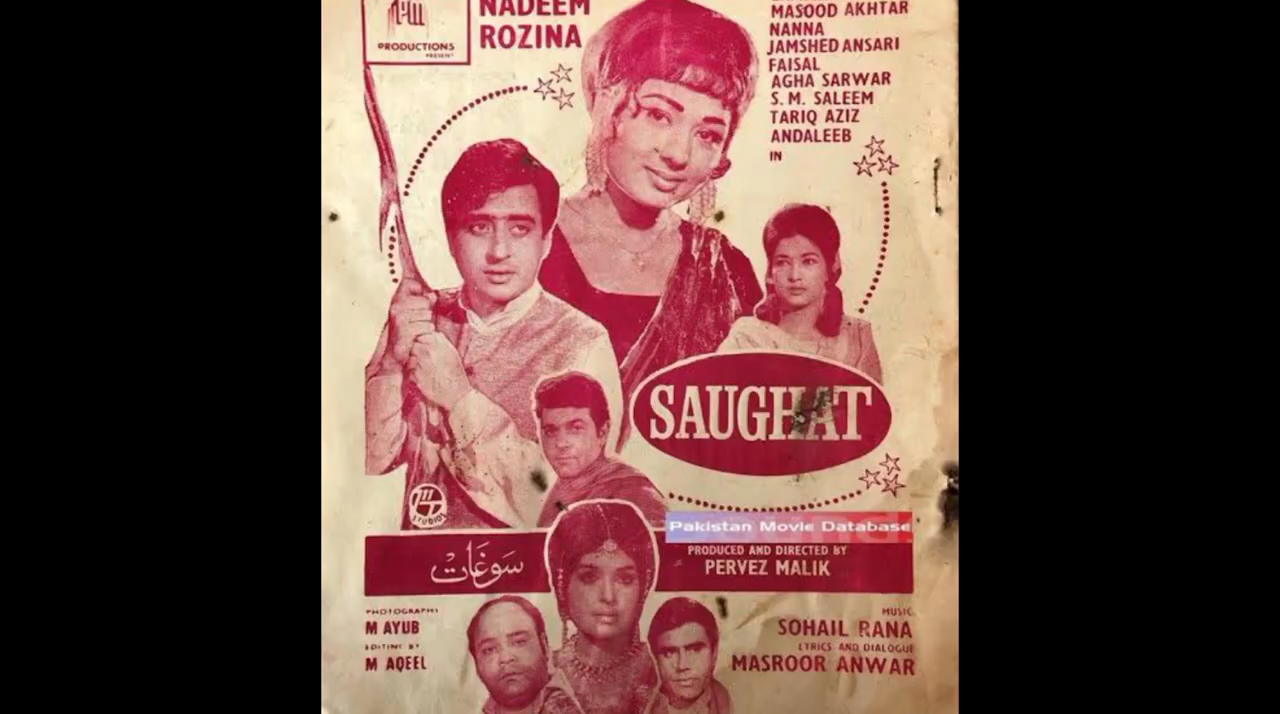 PRODUCTIONS
PRESENT
NADEEM
ROZINA
MASOOD AKHTAR
NANNA
JAMSHED ANSARI
FAISAL
AGHA SARWAR
S. M. SALEEM
TARIQ AZIZ
ANDALEEB
IN
SAUGHAT
STUDIOS
Pakistan Movie Database
سوغات
PRODUCED AND DIRECTED BY
PERVEZ MALIK
PHOTOGRAPHY
M AYUB
EDITING BY
M AQEEL
MUSIC
SOHAIL RANA
LYRICS AND DIALOGUE
MASROOR ANWAR